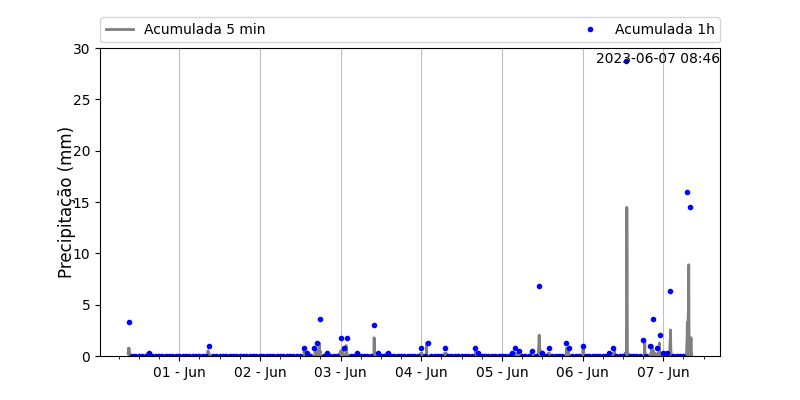 Acumulada 5 min
Acumulada 1h
2023-06-07 08:46
Precipitação (mm)
30
25
20
15
10
5
0
01 - Jun
02 - Jun
03 - Jun
04 - Jun
05 - Jun
06 - Jun
07 - Jun